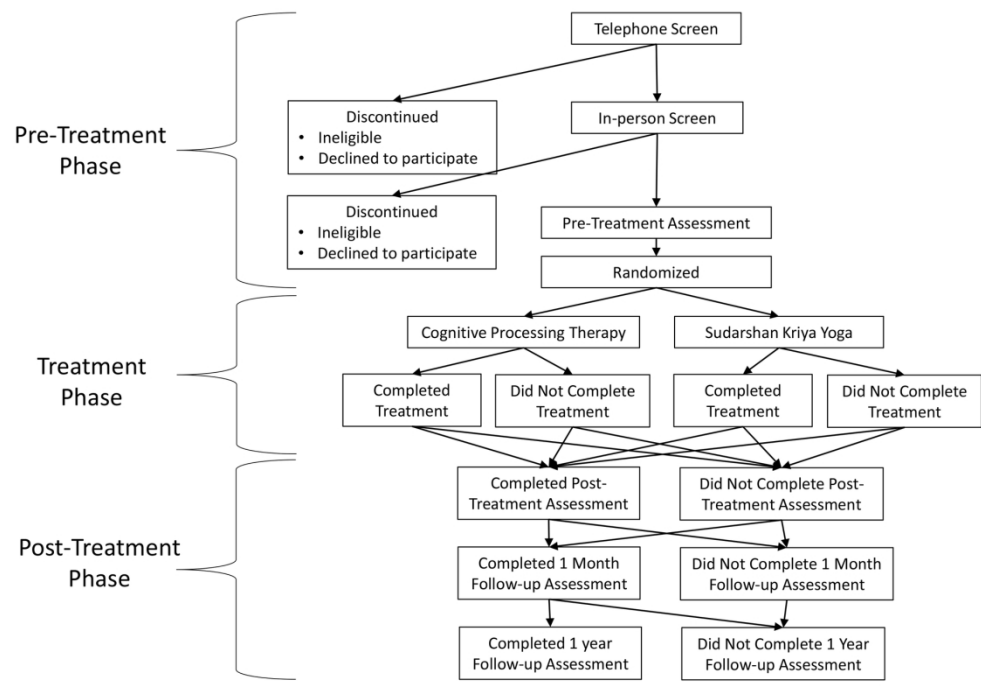 Telephone Screen
Discontinued
• Ineligible
• Declined to participate
In-person Screen
Pre-Treatment
Phase
Discontinued
• Ineligible
• Declined to participate
Pre-Treatment Assessment
Randomized
Treatment
Phase
Cognitive Processing Therapy
Sudarshan Kriya Yoga
Completed
Treatment
Did Not Complete
Treatment
Completed
Treatment
Did Not Complete
Treatment
Post-Treatment
Phase
Completed Post-
Treatment Assessment
Did Not Complete Post-
Treatment Assessment
Completed 1 Month
Follow-up Assessment
Did Not Complete 1 Month
Follow-up Assessment
Completed 1 year
Follow-up Assessment
Did Not Complete 1 Year
Follow-up Assessment